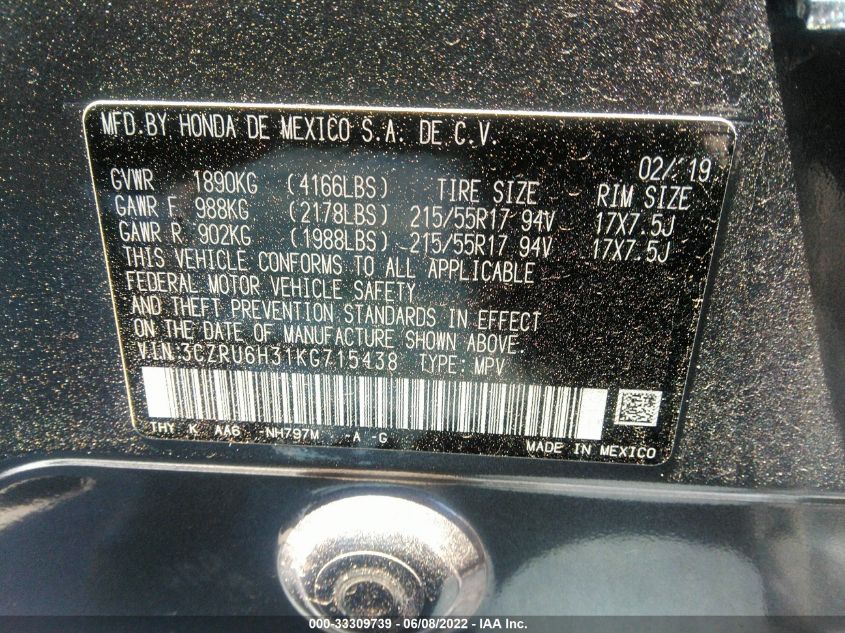 MFD.BY HONDA DE MEXICO S.A. DE C.V.
02/19
GVWR 1890KG (4166LBS) TIRE SIZE RIM SIZE
GAWR F. 988KG (2178LBS) 215/55R17 94V 17X7.5J
GAWR R. 902KG (1988LBS) 215/55R17 94V 17X7.5J
THIS VEHICLE CONFORMS TO ALL APPLICABLE
FEDERAL MOTOR VEHICLE SAFETY
AND THEFT PREVENTION STANDARDS IN EFFECT
ON THE DATE OF MANUFACTURE SHOWN ABOVE.
V.I.N:3CZRU6H31KG715438 TYPE: MPV
THY K AA6 -NH797M -A -G
MADE IN MEXICO
000-33309739 - 06/08/2022 - IAA Inc.